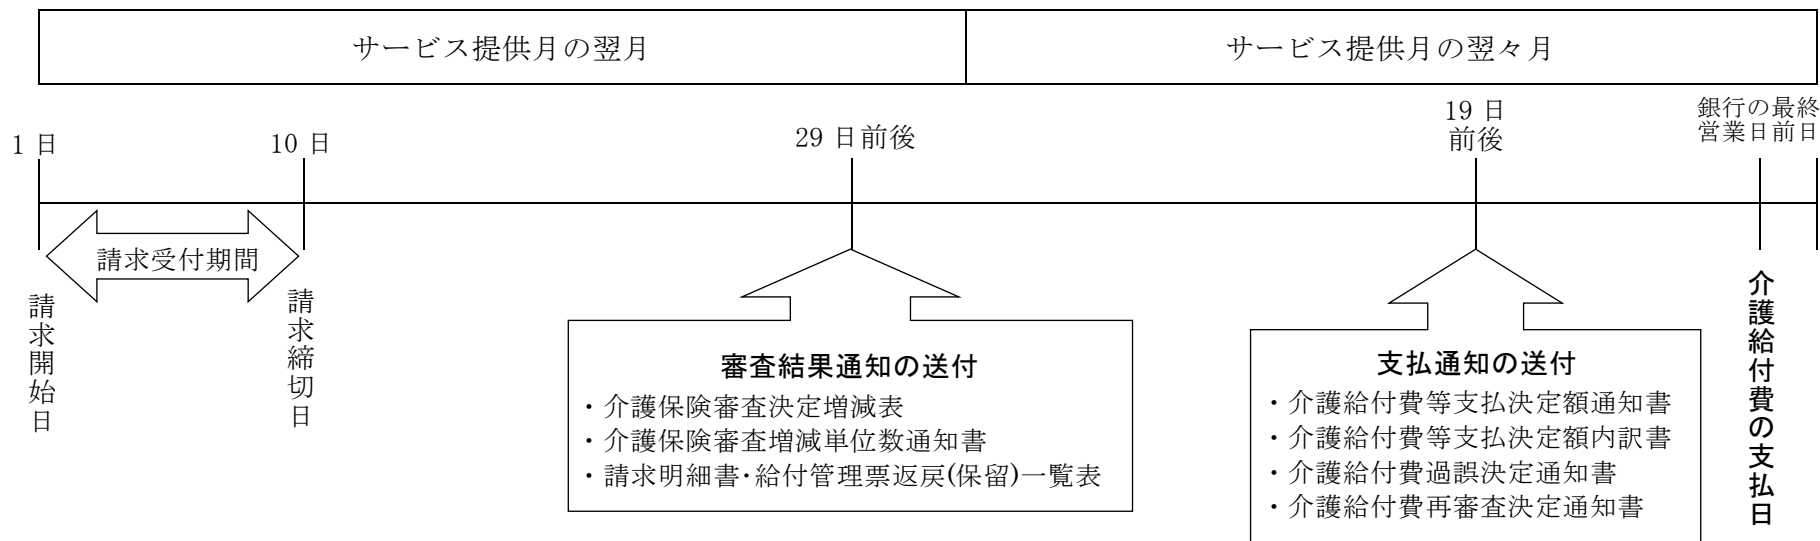 サービス提供月の翌月
サービス提供月の翌々月
1 日
10 日
29 日前後
19 日
前後
銀行の最終
営業日前日
請求受付期間
請求開始日
請求締切日
審査結果通知の送付
・介護保険審査決定増減表
・介護保険審査増減単位数通知書
・請求明細書・給付管理票返戻(保留)一覧表
支払通知の送付
・介護給付費等支払決定額通知書
・介護給付費等支払決定額内訳書
・介護給付費過誤決定通知書
・介護給付費再審査決定通知書
介護給付費の支払日